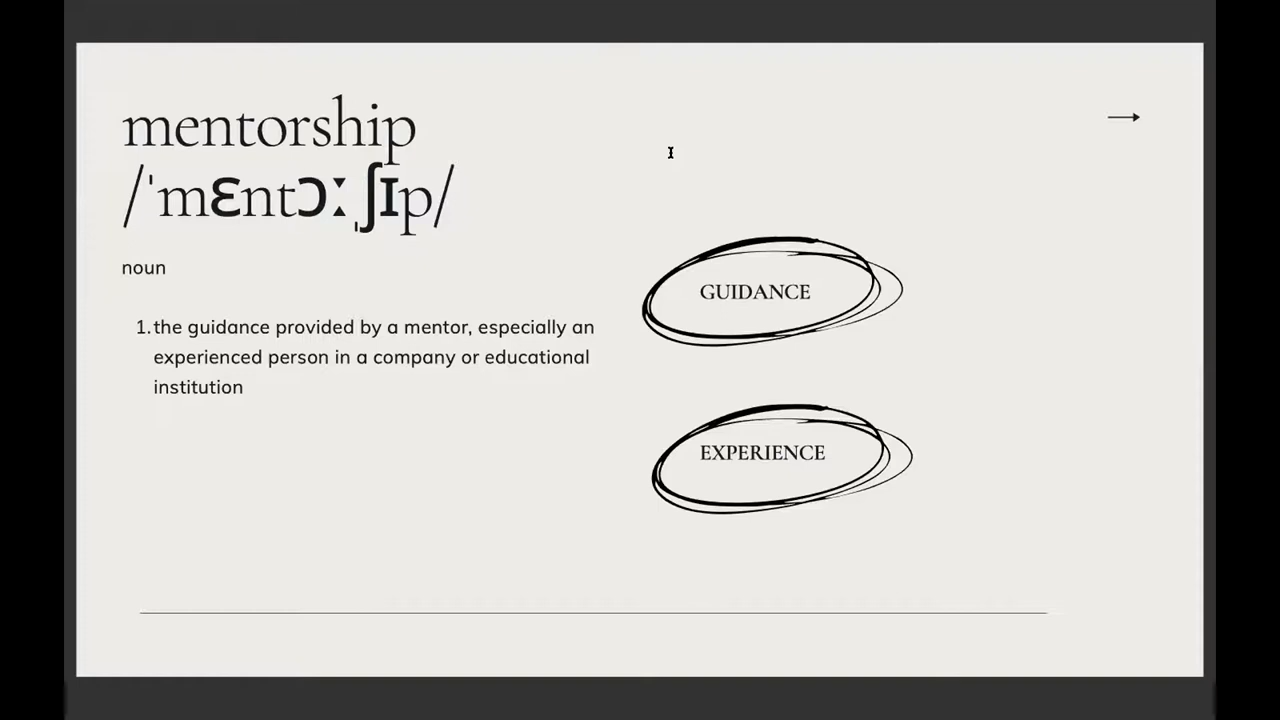 mentorship
/ˈmɛntɔːˌʃɪp/
noun
1. the guidance provided by a mentor, especially an
experienced person in a company or educational
institution
GUIDANCE
EXPERIENCE